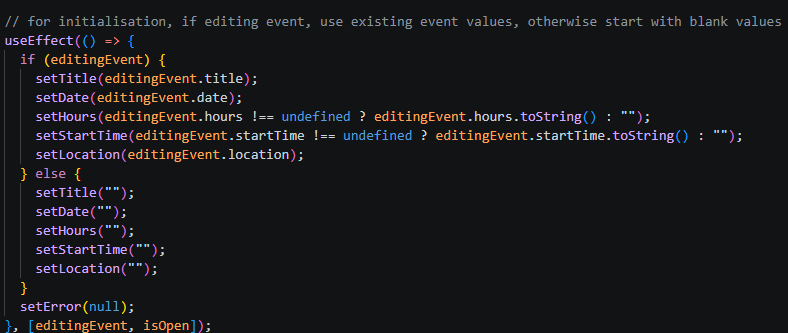 // for initialisation, if editing event, use existing event values, otherwise start with blank values
useEffect(() => {
if (editingEvent) {
setTitle(editingEvent.title);
setDate(editingEvent.date);
setHours(editingEvent.hours !== undefined ? editingEvent.hours.toString() : "");
setStartTime(editingEvent.startTime !== undefined ? editingEvent.startTime.toString() : "");
setLocation(editingEvent.location);
} else {
setTitle("");
setDate("");
setHours("");
setStartTime("");
setLocation("");
}
setError(null);
}, [editingEvent, isOpen]);